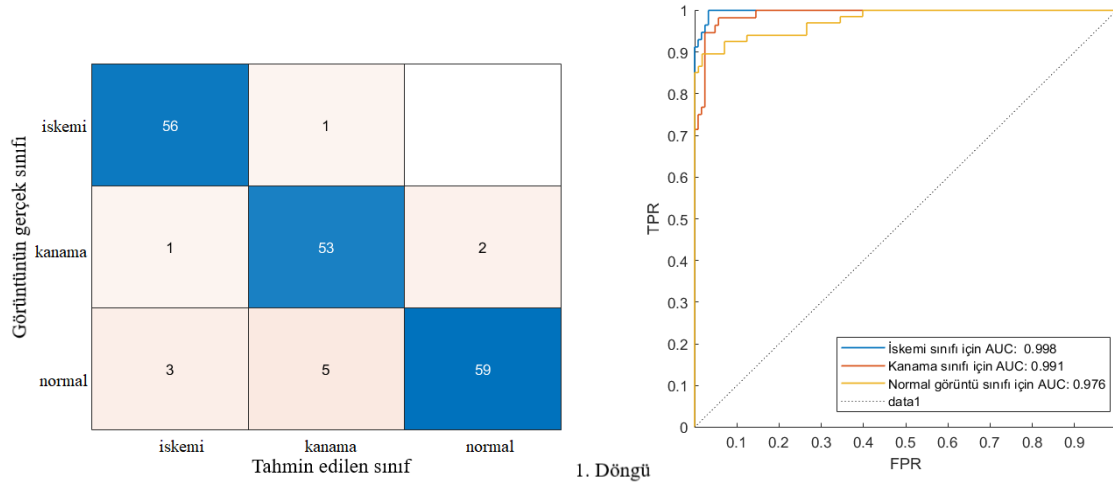 Görüntünün gerçek sınıfı
iskemi
56
1
kanama
1
53
2
normal
3
5
59
iskemi
kanama
normal
Tahmin edilen sınıf
1. Döngü
TPR
1
0.9
0.8
0.7
0.6
0.5
0.4
0.3
0.2
0.1
0
0.1
0.2
0.3
0.4
0.5
0.6
0.7
0.8
0.9
FPR
İskemi sınıfı için AUC: 0.998
Kanama sınıfı için AUC: 0.991
Normal görüntü sınıfı için AUC: 0.976
data1